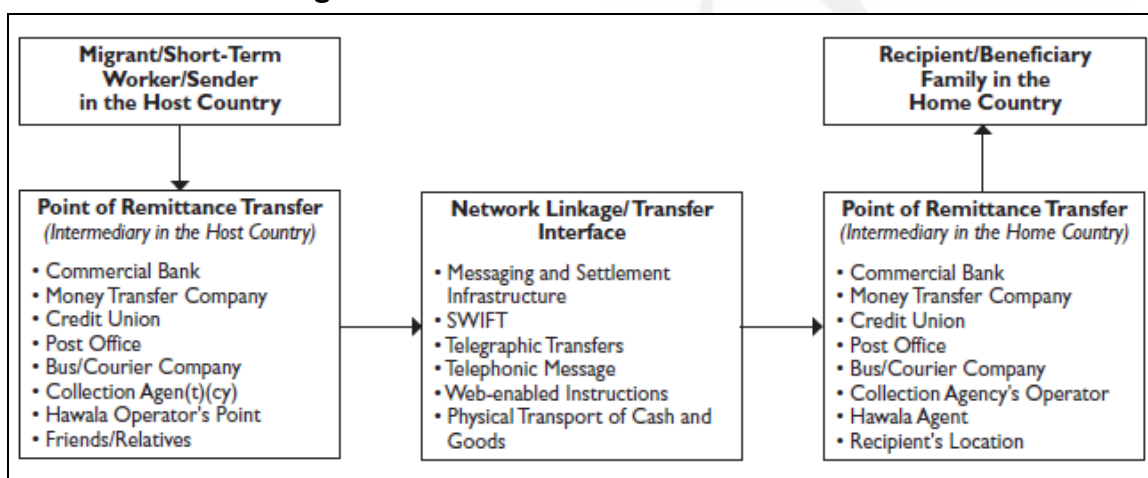 Migrant/Short-Term
Worker/Sender
in the Host Country
Recipient/Beneficiary
Family in the
Home Country
Point of Remittance Transfer
(Intermediary in the Host Country)
• Commercial Bank
• Money Transfer Company
• Credit Union
• Post Office
• Bus/Courier Company
• Collection Agen(t)(cy)
• Hawala Operator's Point
• Friends/Relatives
Network Linkage/Transfer
Interface
• Messaging and Settlement
Infrastructure
• SWIFT
• Telegraphic Transfers
• Telephonic Message
• Web-enabled Instructions
• Physical Transport of Cash and
Goods
Point of Remittance Transfer
(Intermediary in the Home Country)
• Commercial Bank
• Money Transfer Company
• Credit Union
• Post Office
• Bus/Courier Company
• Collection Agency's Operator
• Hawala Agent
• Recipient's Location